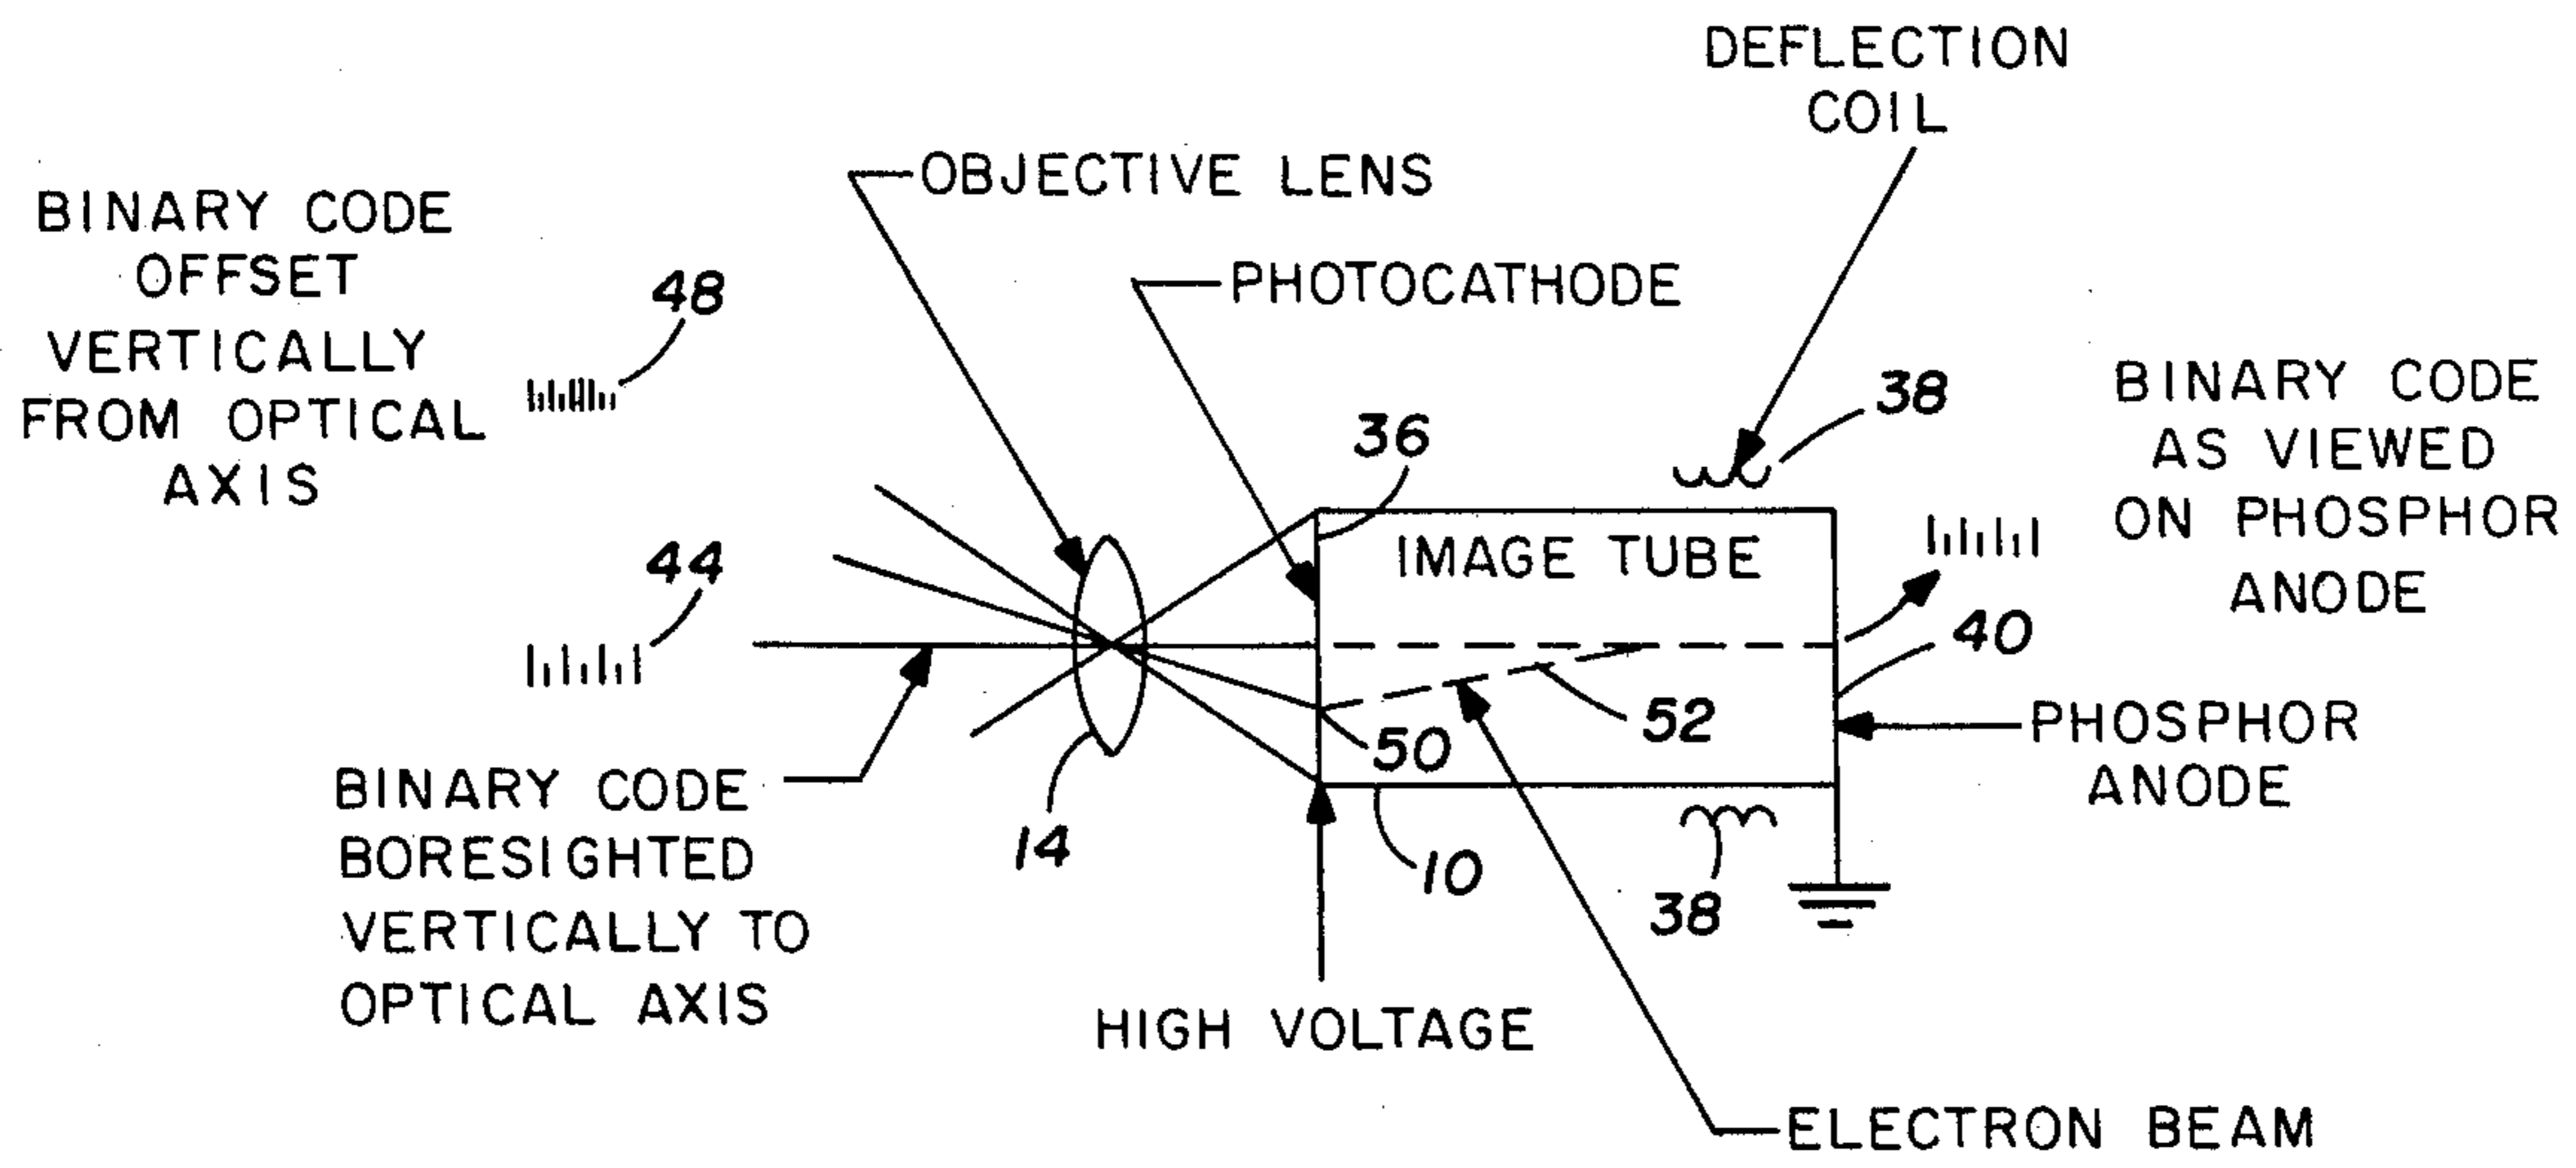 DEFLECTION
COIL
OBJECTIVE LENS
PHOTOCATHODE
BINARY CODE
OFFSET
VERTICALLY
FROM OPTICAL
AXIS
48
36
38
BINARY CODE
AS VIEWED
ON PHOSPHOR
ANODE
IMAGE TUBE
44
40
52
50
PHOSPHOR
ANODE
BINARY CODE
BORESIGHTED
VERTICALLY TO
OPTICAL AXIS
14
10
38
HIGH VOLTAGE
ELECTRON BEAM